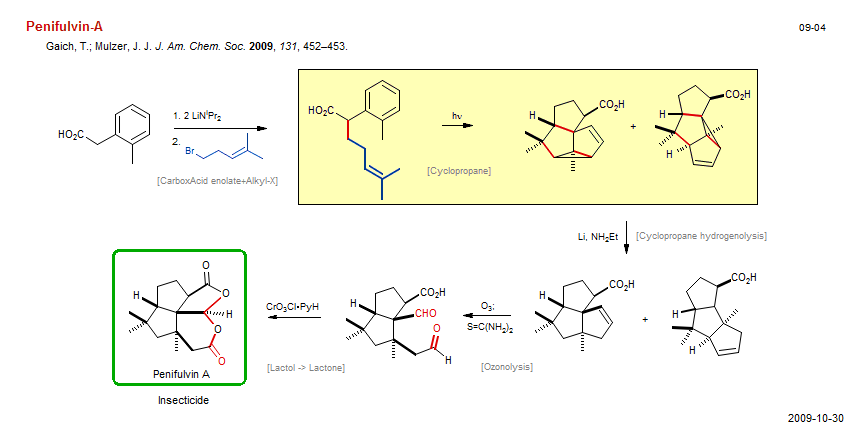 Penifulvin-A
09-04
Gaich, T.; Mulzer, J. J. J. Am. Chem. Soc. 2009, 131, 452–453.
HO₂C
1. 2 LiNⁱPr₂
2.
Br
[CarboxAcid enolate+Alkyl-X]
HO₂C
hν
[Cyclopropane]
H
CO₂H
+
H
CO₂H
H
Li, NH₂Et
[Cyclopropane hydrogenolysis]
O
H
O
H
O
O
Penifulvin A
Insecticide
CrO₃Cl•PyH
[Lactol -> Lactone]
H
CO₂H
CHO
O
H
O₃;
S=C(NH₂)₂
[Ozonolysis]
H
CO₂H
+
CO₂H
H
H
2009-10-30